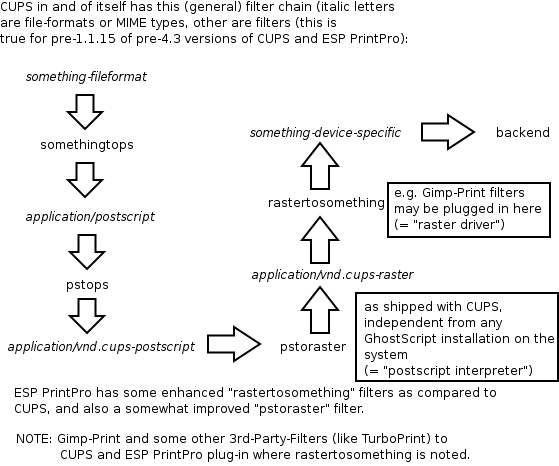 CUPS in and of itself has this (general) filter chain (italic letters
are file-formats or MIME types, other are filters (this is
true for pre-1.1.15 of pre-4.3 versions of CUPS and ESP PrintPro):
something-fileformat
somethingtops
application/postscript
pstops
application/vnd.cups-postscript
pstoraster
as shipped with CUPS,
independent from any
GhostScript installation on the
system
(= "postscript interpreter")
application/vnd.cups-raster
rastertosomething
e.g. Gimp-Print filters
may be plugged in here
(= "raster driver")
something-device-specific
backend
ESP PrintPro has some enhanced "rastertosomething" filters as compared to
CUPS, and also a somewhat improved "pstoraster" filter.
NOTE: Gimp-Print and some other 3rd-Party-Filters (like TurboPrint) to
CUPS and ESP PrintPro plug-in where rastertosomething is noted.